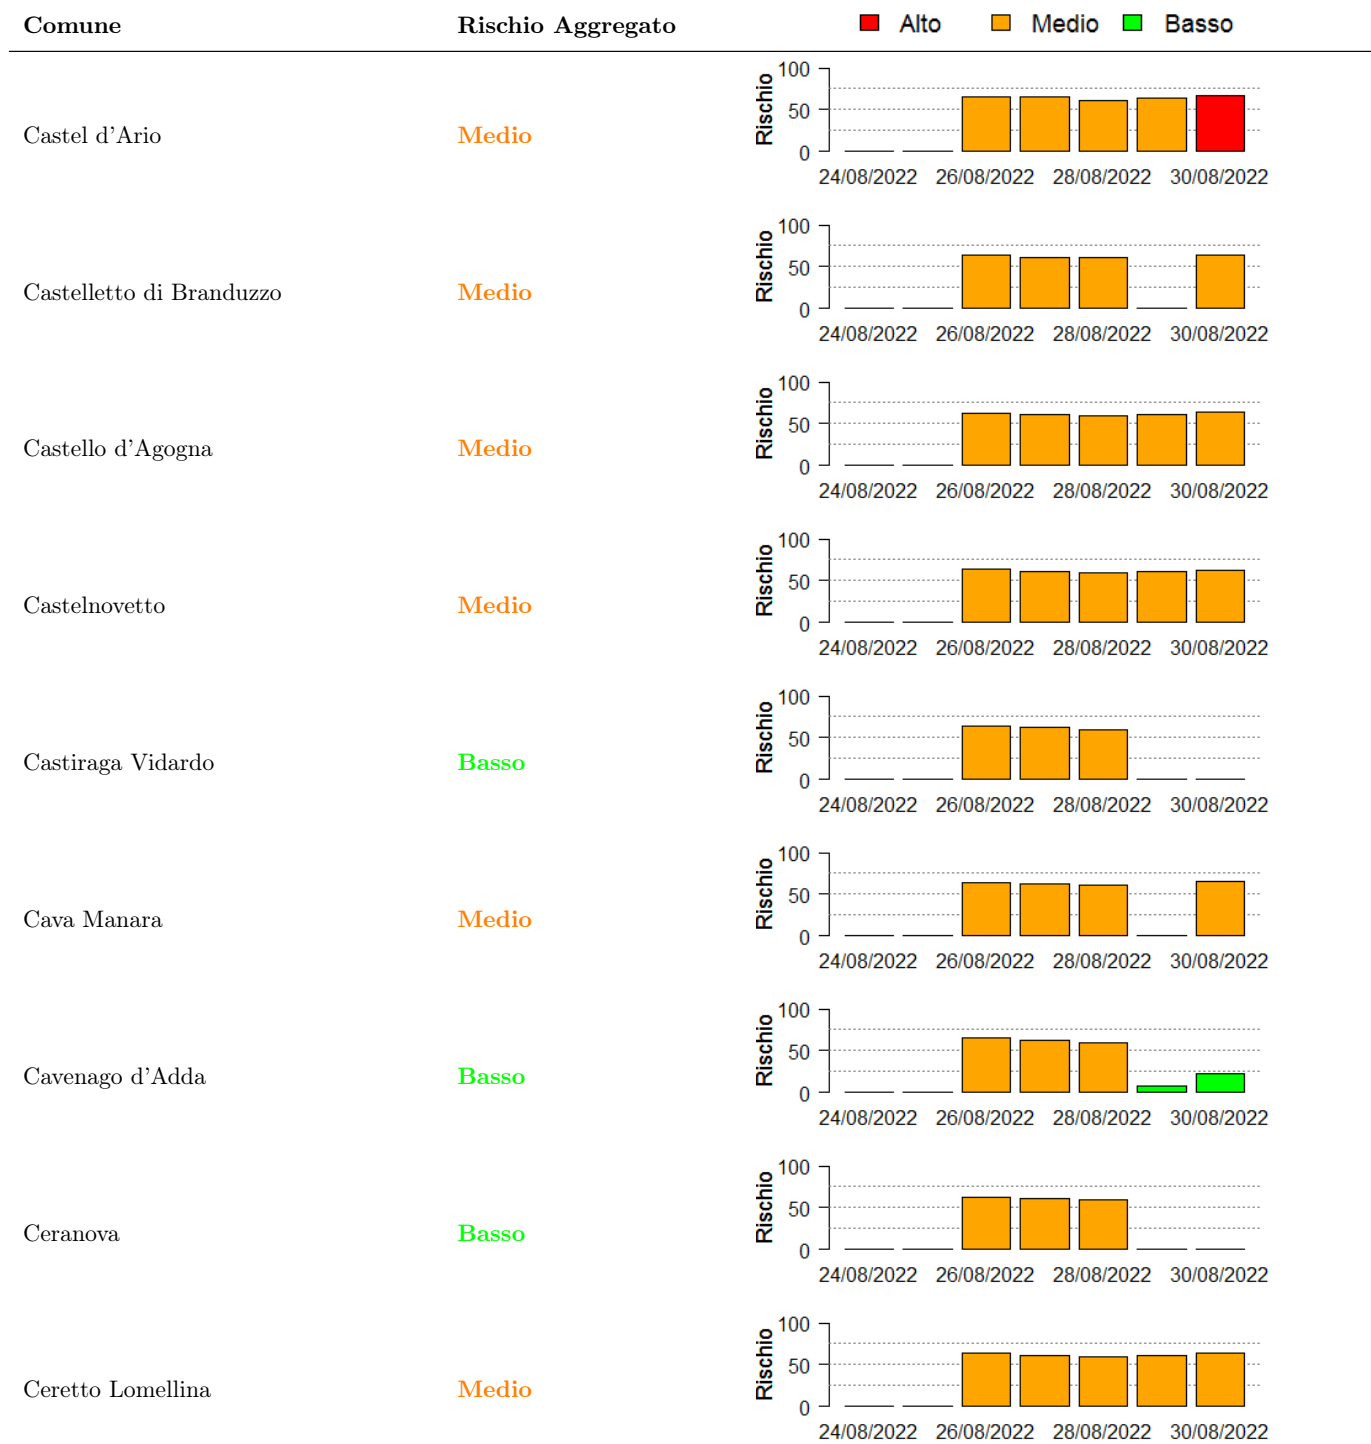 Comune Rischio Aggregato Alto Medio Basso
Castel d'Ario Medio Rischio 100 50 0
24/08/2022 26/08/2022 28/08/2022 30/08/2022
Castelletto di Branduzzo Medio Rischio 100 50 0
24/08/2022 26/08/2022 28/08/2022 30/08/2022
Castello d'Agogna Medio Rischio 100 50 0
24/08/2022 26/08/2022 28/08/2022 30/08/2022
Castelnovetto Medio Rischio 100 50 0
24/08/2022 26/08/2022 28/08/2022 30/08/2022
Castiraga Vidardo Basso Rischio 100 50 0
24/08/2022 26/08/2022 28/08/2022 30/08/2022
Cava Manara Medio Rischio 100 50 0
24/08/2022 26/08/2022 28/08/2022 30/08/2022
Cavenago d'Adda Basso Rischio 100 50 0
24/08/2022 26/08/2022 28/08/2022 30/08/2022
Ceranova Basso Rischio 100 50 0
24/08/2022 26/08/2022 28/08/2022 30/08/2022
Ceretto Lomellina Medio Rischio 100 50 0
24/08/2022 26/08/2022 28/08/2022 30/08/2022